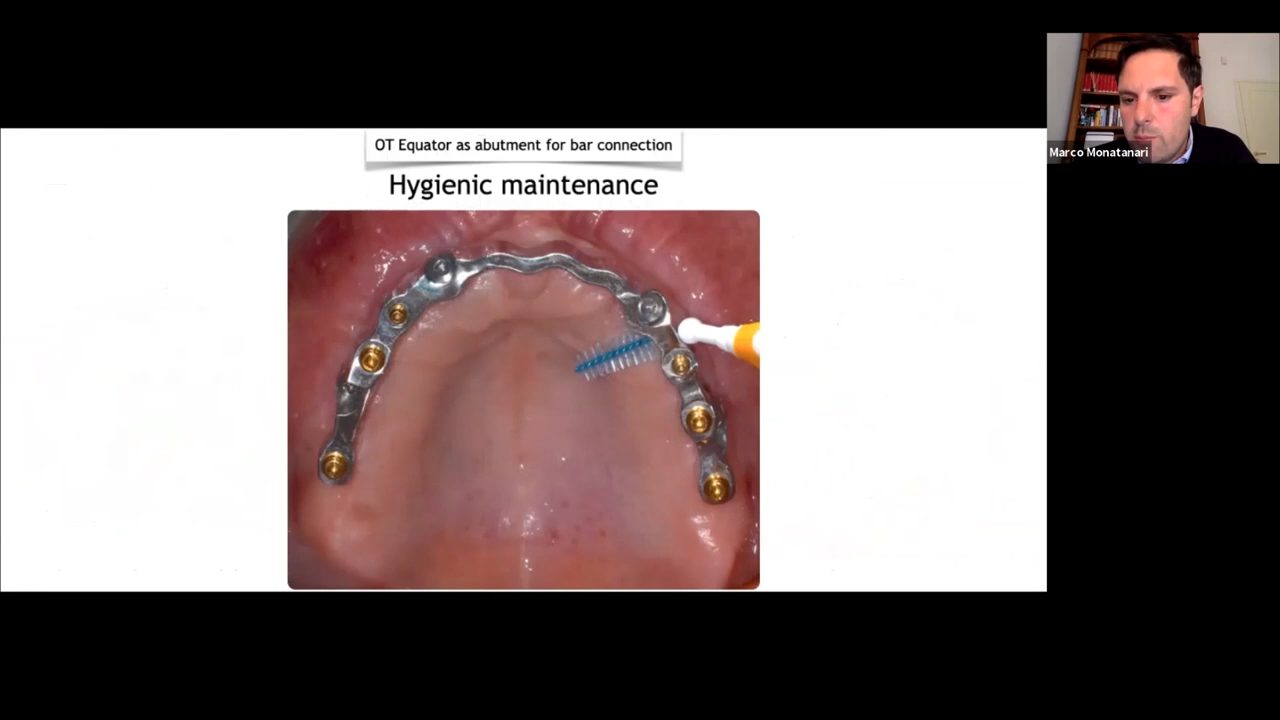 OT Equator as abutment for bar connection
Hygienic maintenance
Marco Monatanari